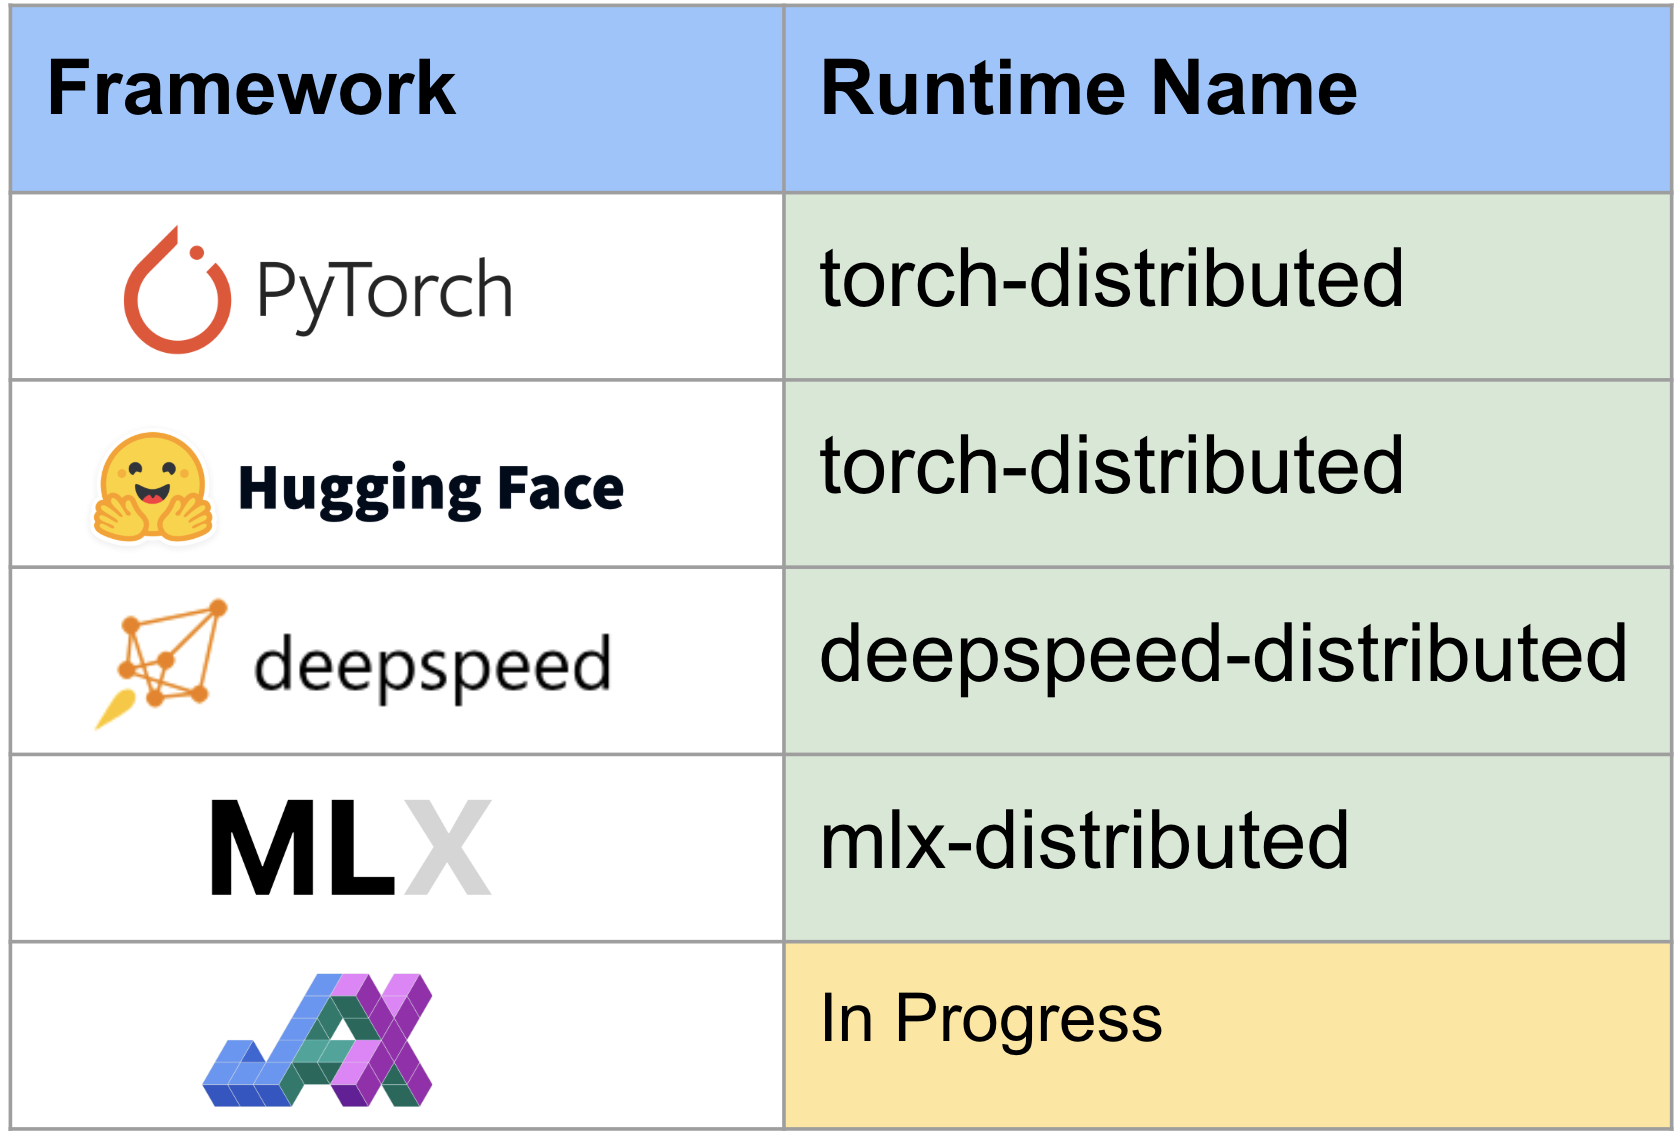 Framework Runtime Name
PyTorch torch-distributed
Hugging Face torch-distributed
deepspeed deepspeed-distributed
MLX mlx-distributed
JAX In Progress